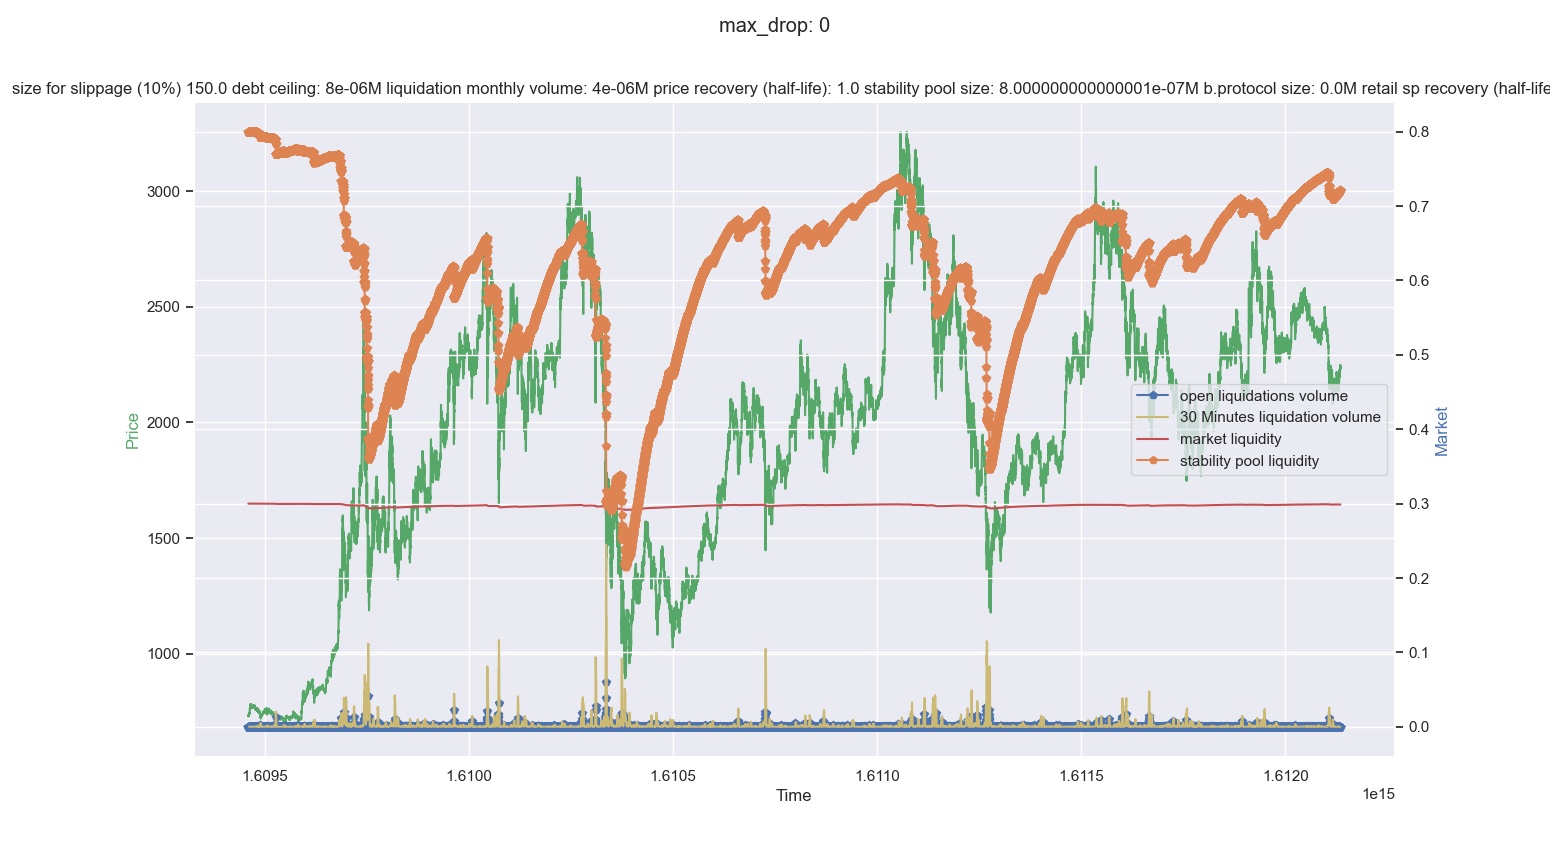 max_drop: 0
size for slippage (10%) 150.0 debt ceiling: 8e-06M liquidation monthly volume: 4e-06M price recovery (half-life): 1.0 stability pool size: 8.000000000000001e-07M b.protocol size: 0.0M retail sp recovery (half-life
Price
3000
2500
2000
1500
1000
0.8
0.7
0.6
0.5
0.4
0.3
0.2
0.1
0.0
Market
open liquidations volume
30 Minutes liquidation volume
market liquidity
stability pool liquidity
1.6095 1.6100 1.6105 1.6110 1.6115 1.6120
Time
1e15